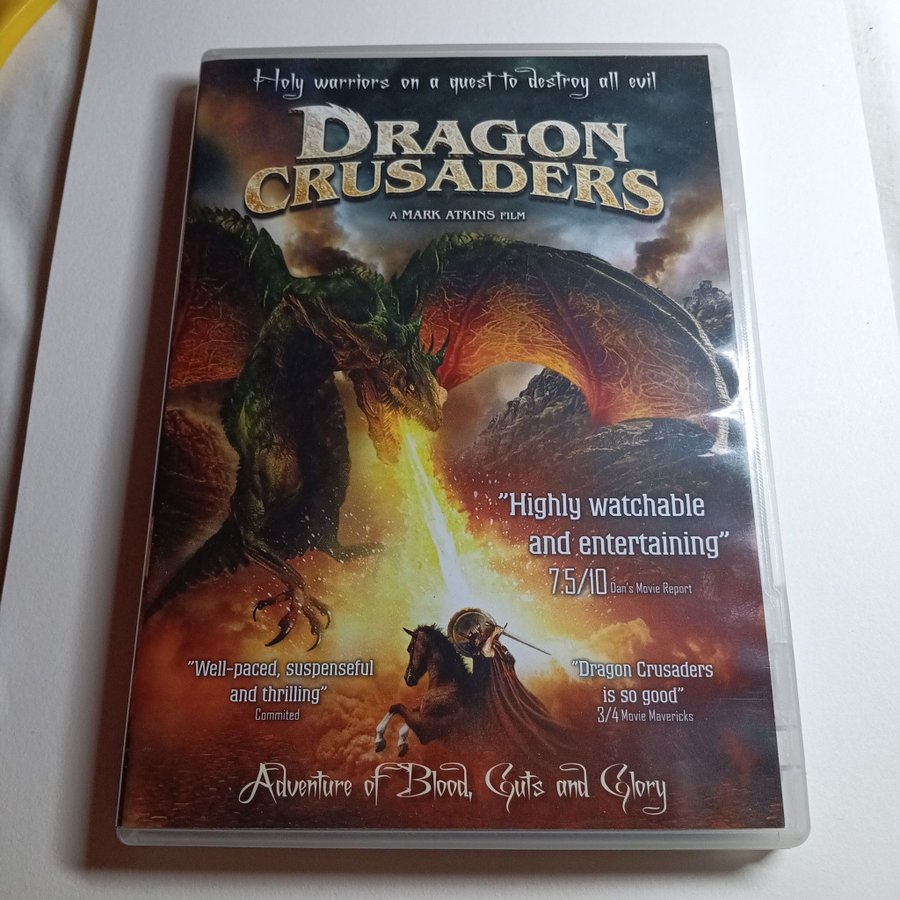 Holy warriors on a quest to destroy all evil
DRAGON
CRUSADERS
A MARK ATKINS FILM
"Highly watchable
and entertaining"
7.5/10 Dan's Movie Report
"Well-paced, suspenseful
and thrilling"
Commited
"Dragon Crusaders
is so good"
3/4 Movie Mavericks
Adventure of Blood, Guts and Glory